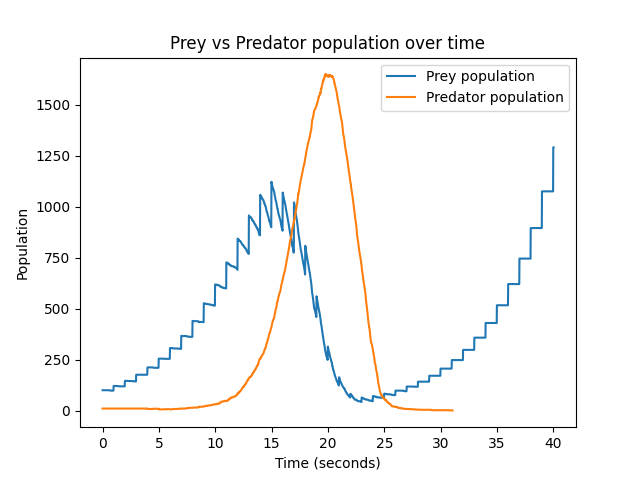 Prey vs Predator population over time
Prey population
Predator population
Population
1500
1250
1000
750
500
250
0
0 5 10 15 20 25 30 35 40
Time (seconds)